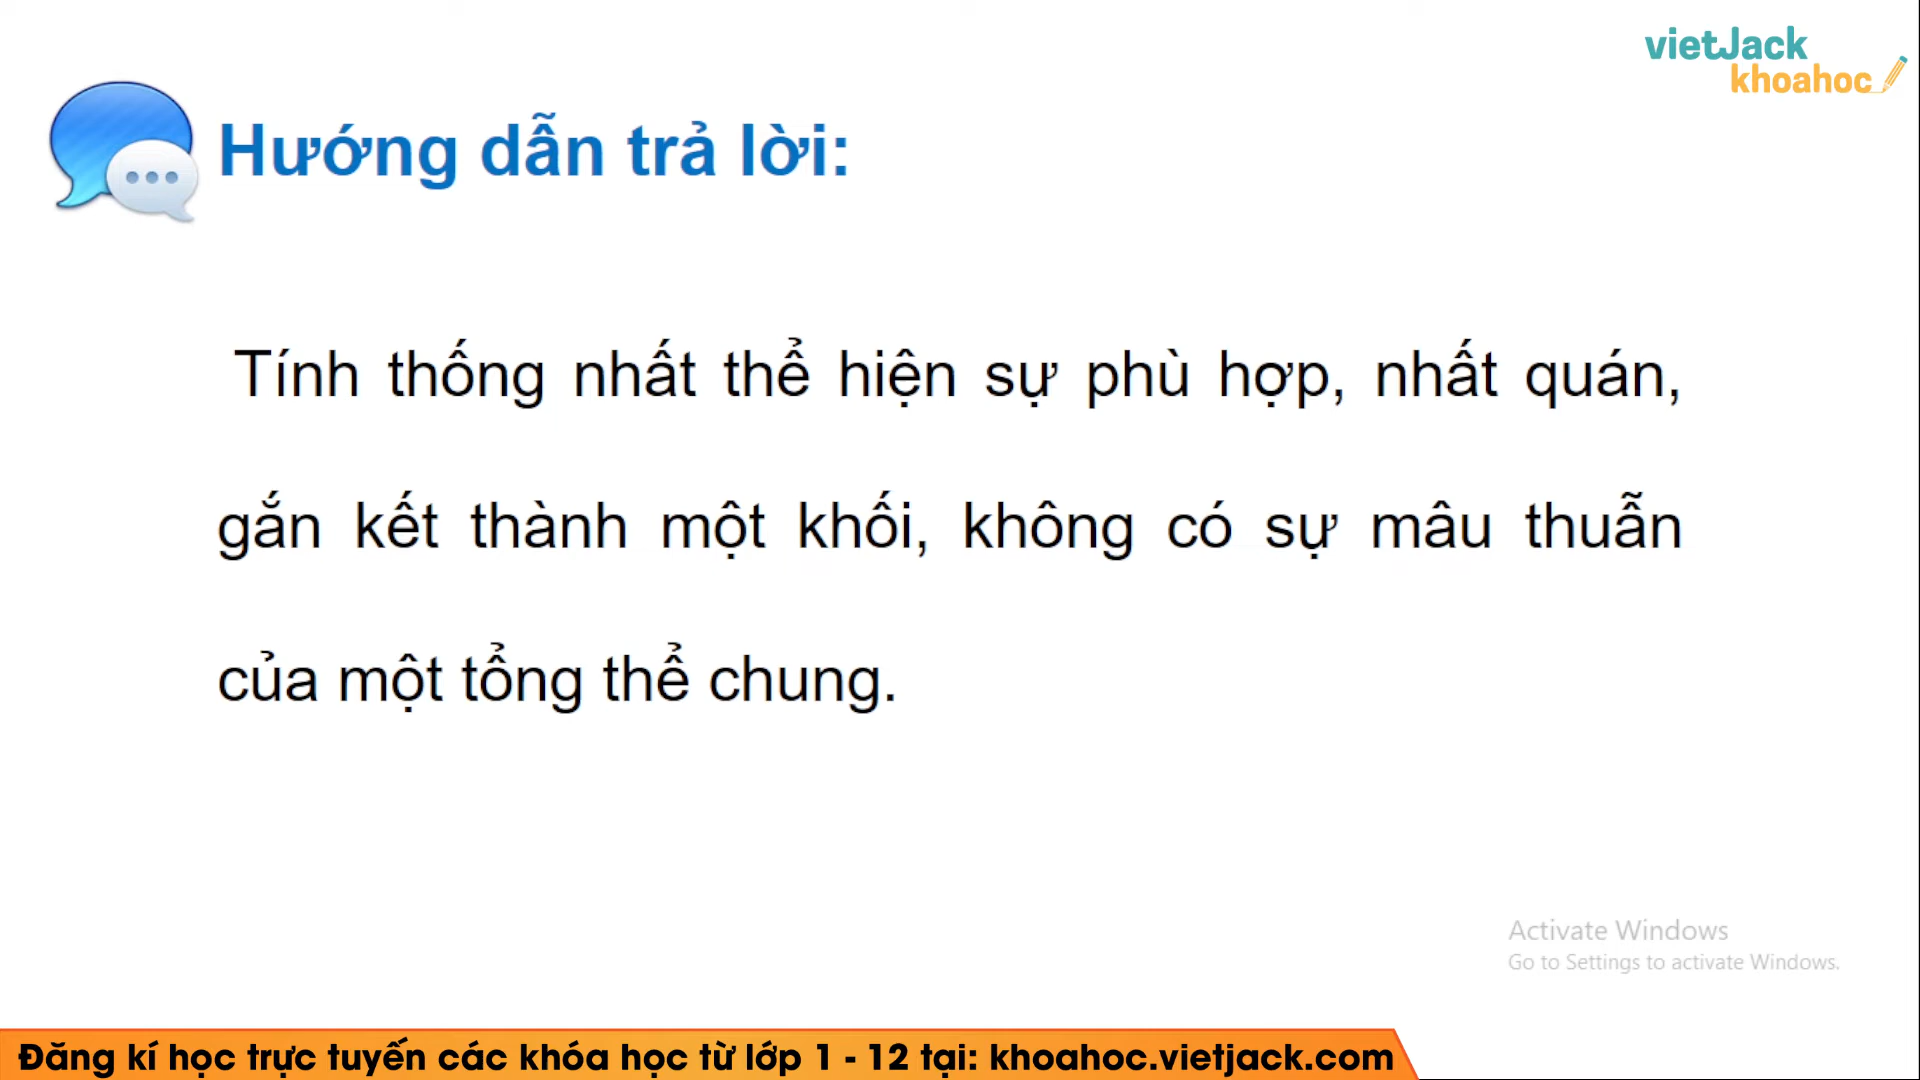 vietJack
khoahoc
Hướng dẫn trả lời:
Tính thống nhất thể hiện sự phù hợp, nhất quán,
gắn kết thành một khối, không có sự mâu thuẫn
của một tổng thể chung.
Activate Windows
Go to Settings to activate Windows.
Đăng kí học trực tuyến các khóa học từ lớp 1 - 12 tại: khoahoc.vietjack.com